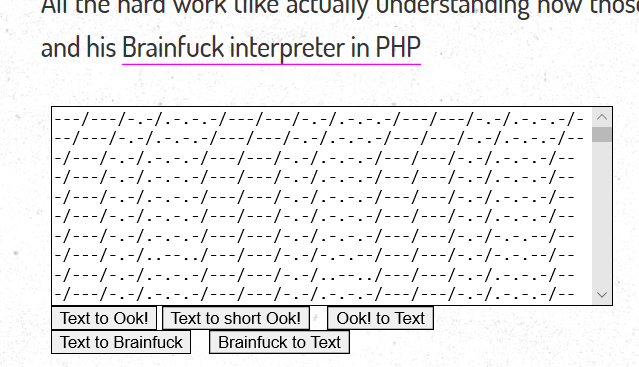 All the hard work (like actually understanding how those
and his Brainfuck interpreter in PHP
---/---/-.-/.-.-.-/---/---/-.-/.-.-.-/---/---/-.-/.-.-.-/-
--/---/-.-/.-.-.-/---/---/-.-/.-.-.-/---/---/-.-/.-.-.-/--
-/---/-.-/.-.-.-/---/---/-.-/.-.-.-/---/---/-.-/.-.-.-/--
-/---/-.-/.-.-.-/---/---/-.-/.-.-.-/---/---/-.-/.-.-.-/--
-/---/-.-/.-.-.-/---/---/-.-/.-.-.-/---/---/-.-/.-.-.-/--
-/---/-.-/.-.-.-/---/---/-.-/.-.-.-/---/---/-.-/.-.-.-/--
-/---/-.-/.-.-.-/---/---/-.-/.-.-.-/---/---/-.-/-.-.--/--
-/---/-.-/..--../---/---/-.-/-.-.--/---/---/-.-/-.-.--/--
-/---/-.-/.-.-.-/---/---/-.-/..--../---/---/-.-/.-.-.-/--
-/---/-.-/.-.-.-/---/---/-.-/.-.-.-/---/---/-.-/.-.-.-/--
Text to Ook! Text to short Ook! Ook! to Text
Text to Brainfuck Brainfuck to Text